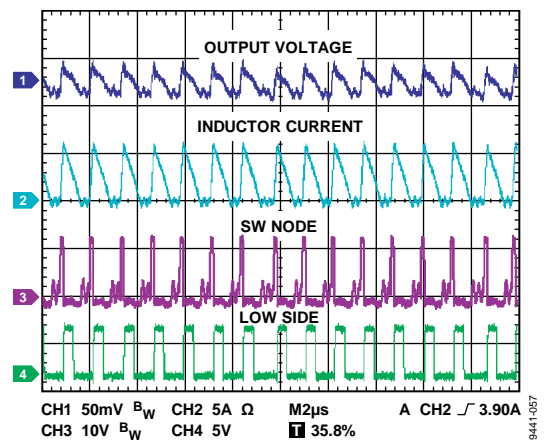 OUTPUT VOLTAGE
1
INDUCTOR CURRENT
2
SW NODE
3
LOW SIDE
4
CH1 50mV BW CH2 5A Ω M2µs A CH2 3.90A
CH3 10V BW CH4 5V T 35.8%
9441-057